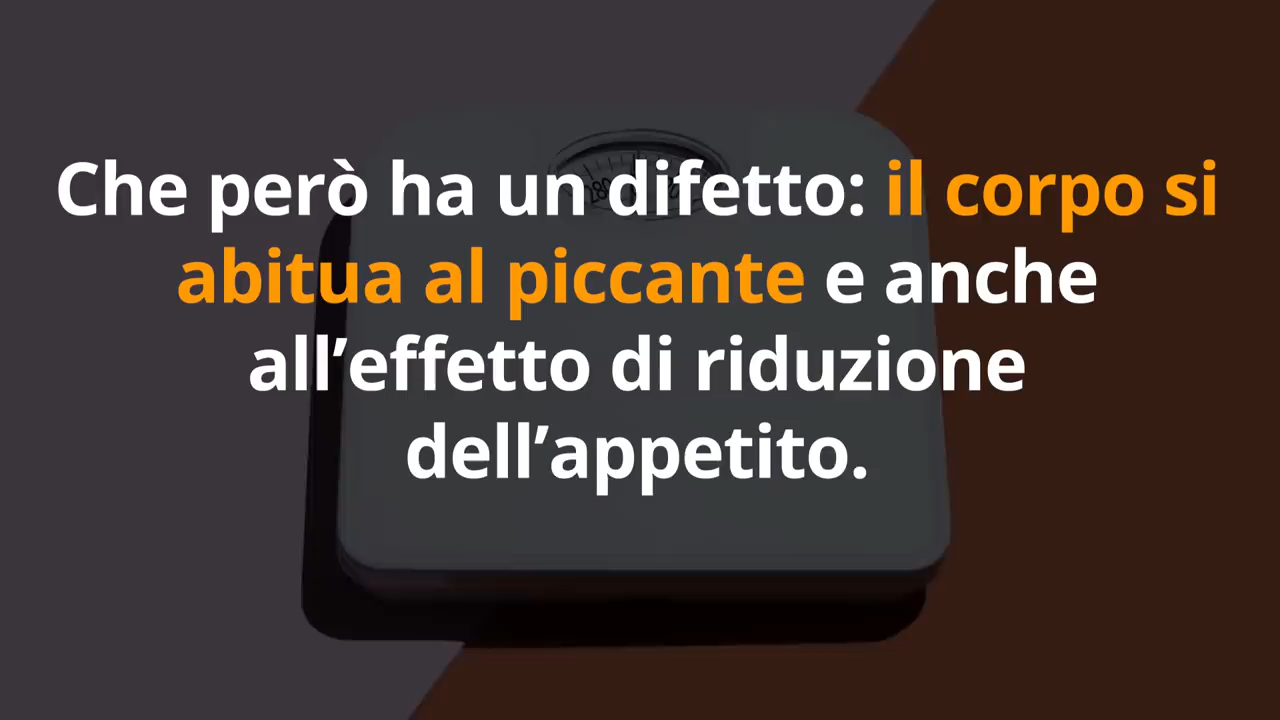 Che però ha un difetto: il corpo si
abitua al piccante e anche
all’effetto di riduzione
dell’appetito.